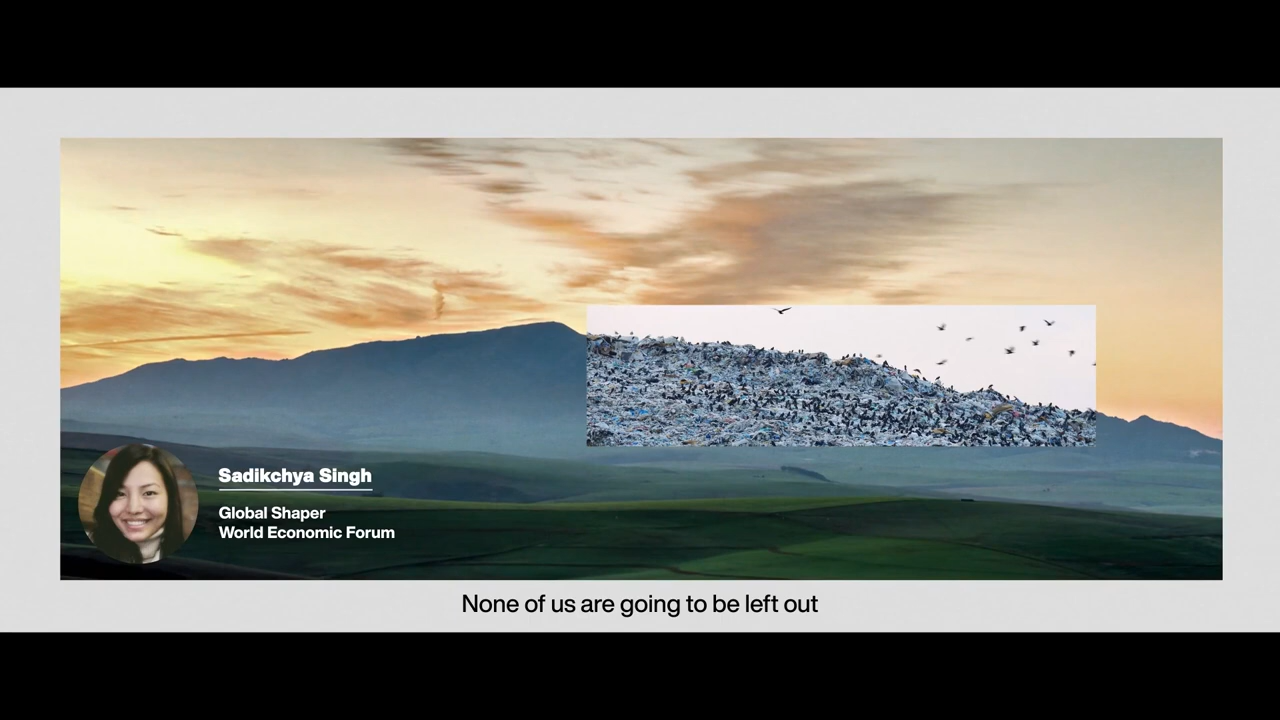 Sadikchya Singh
Global Shaper
World Economic Forum
None of us are going to be left out